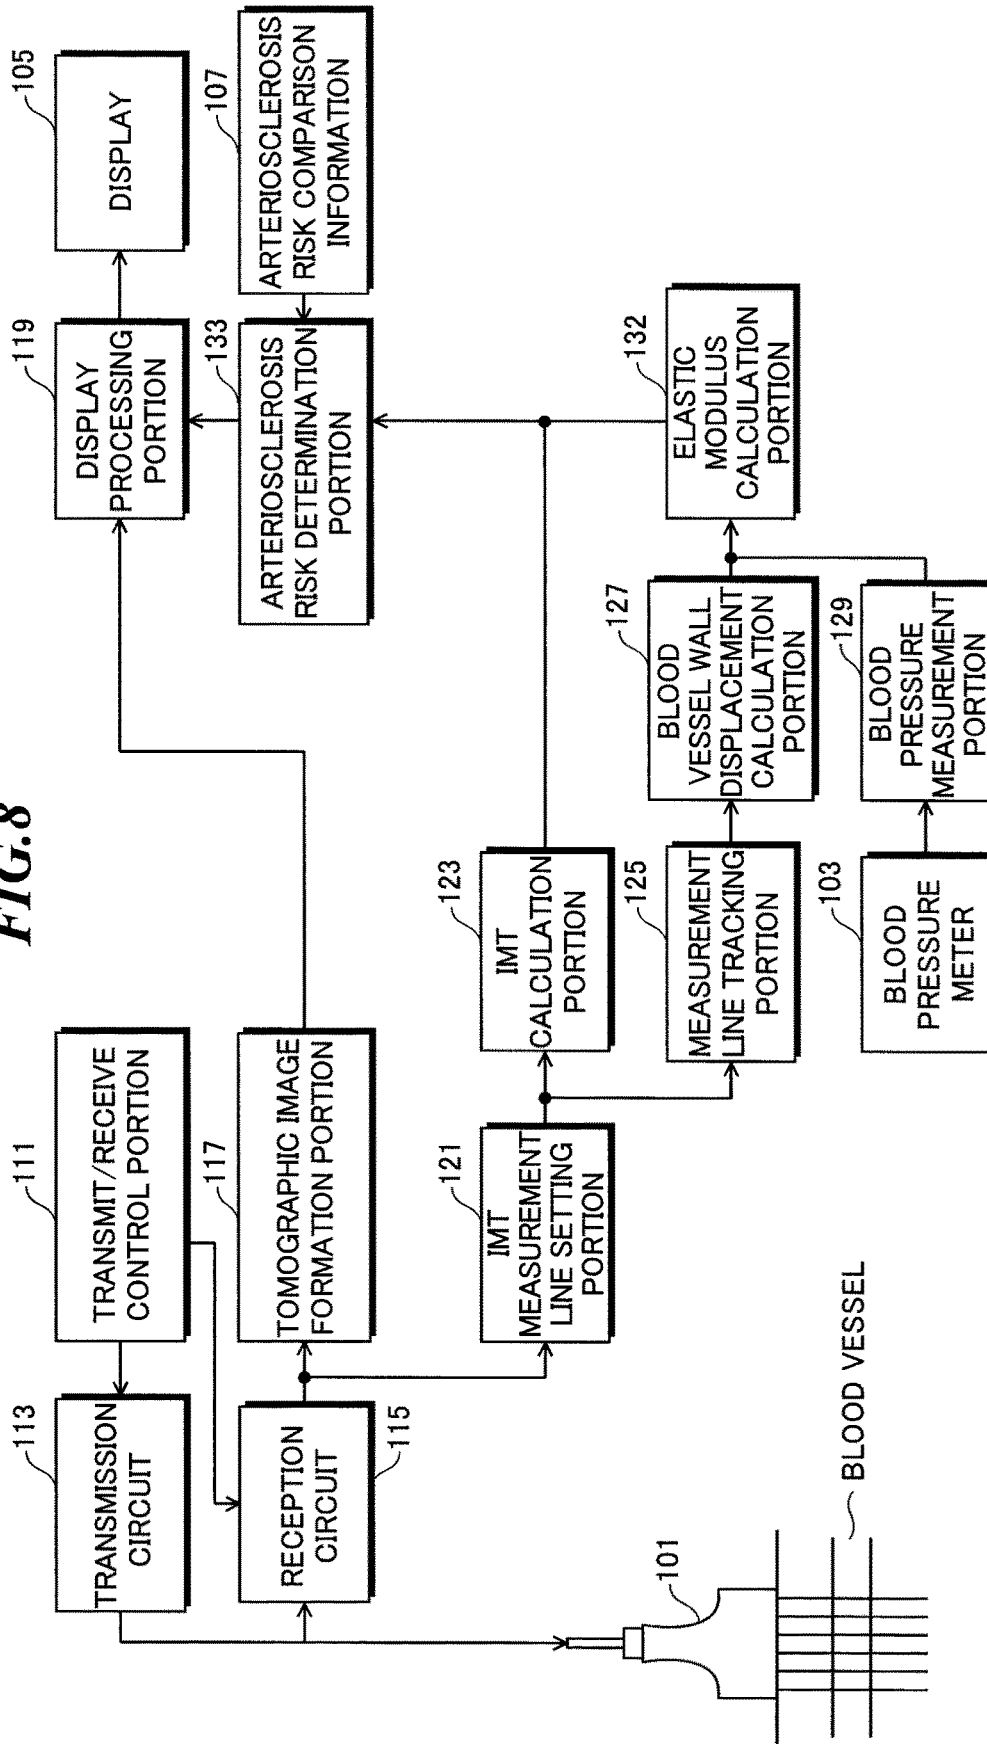 FIG.8
111
TRANSMIT/RECEIVE
CONTROL PORTION
113
TRANSMISSION
CIRCUIT
119
DISPLAY
PROCESSING
PORTION
105
DISPLAY
115
RECEPTION
CIRCUIT
117
TOMOGRAPHIC IMAGE
FORMATION PORTION
133
ARTERIOSCLEROSIS
RISK DETERMINATION
PORTION
107
ARTERIOSCLEROSIS
RISK COMPARISON
INFORMATION
121
IMT
MEASUREMENT
LINE SETTING
PORTION
123
IMT
CALCULATION
PORTION
125
MEASUREMENT
LINE TRACKING
PORTION
127
BLOOD
VESSEL WALL
DISPLACEMENT
CALCULATION
PORTION
132
ELASTIC
MODULUS
CALCULATION
PORTION
103
BLOOD
PRESSURE
METER
129
BLOOD
PRESSURE
MEASUREMENT
PORTION
101
BLOOD VESSEL